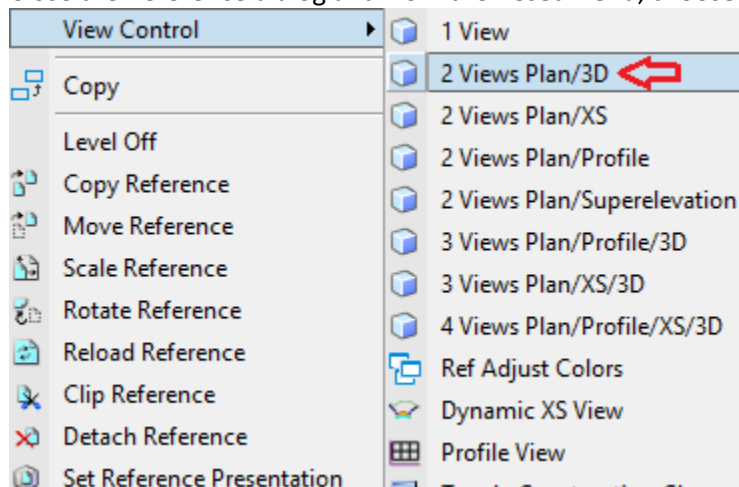 View Control
Copy
Level Off
Copy Reference
Move Reference
Scale Reference
Rotate Reference
Reload Reference
Clip Reference
Detach Reference
Set Reference Presentation
1 View
2 Views Plan/3D
2 Views Plan/XS
2 Views Plan/Profile
2 Views Plan/Superelevation
3 Views Plan/Profile/3D
3 Views Plan/XS/3D
4 Views Plan/Profile/XS/3D
Ref Adjust Colors
Dynamic XS View
Profile View